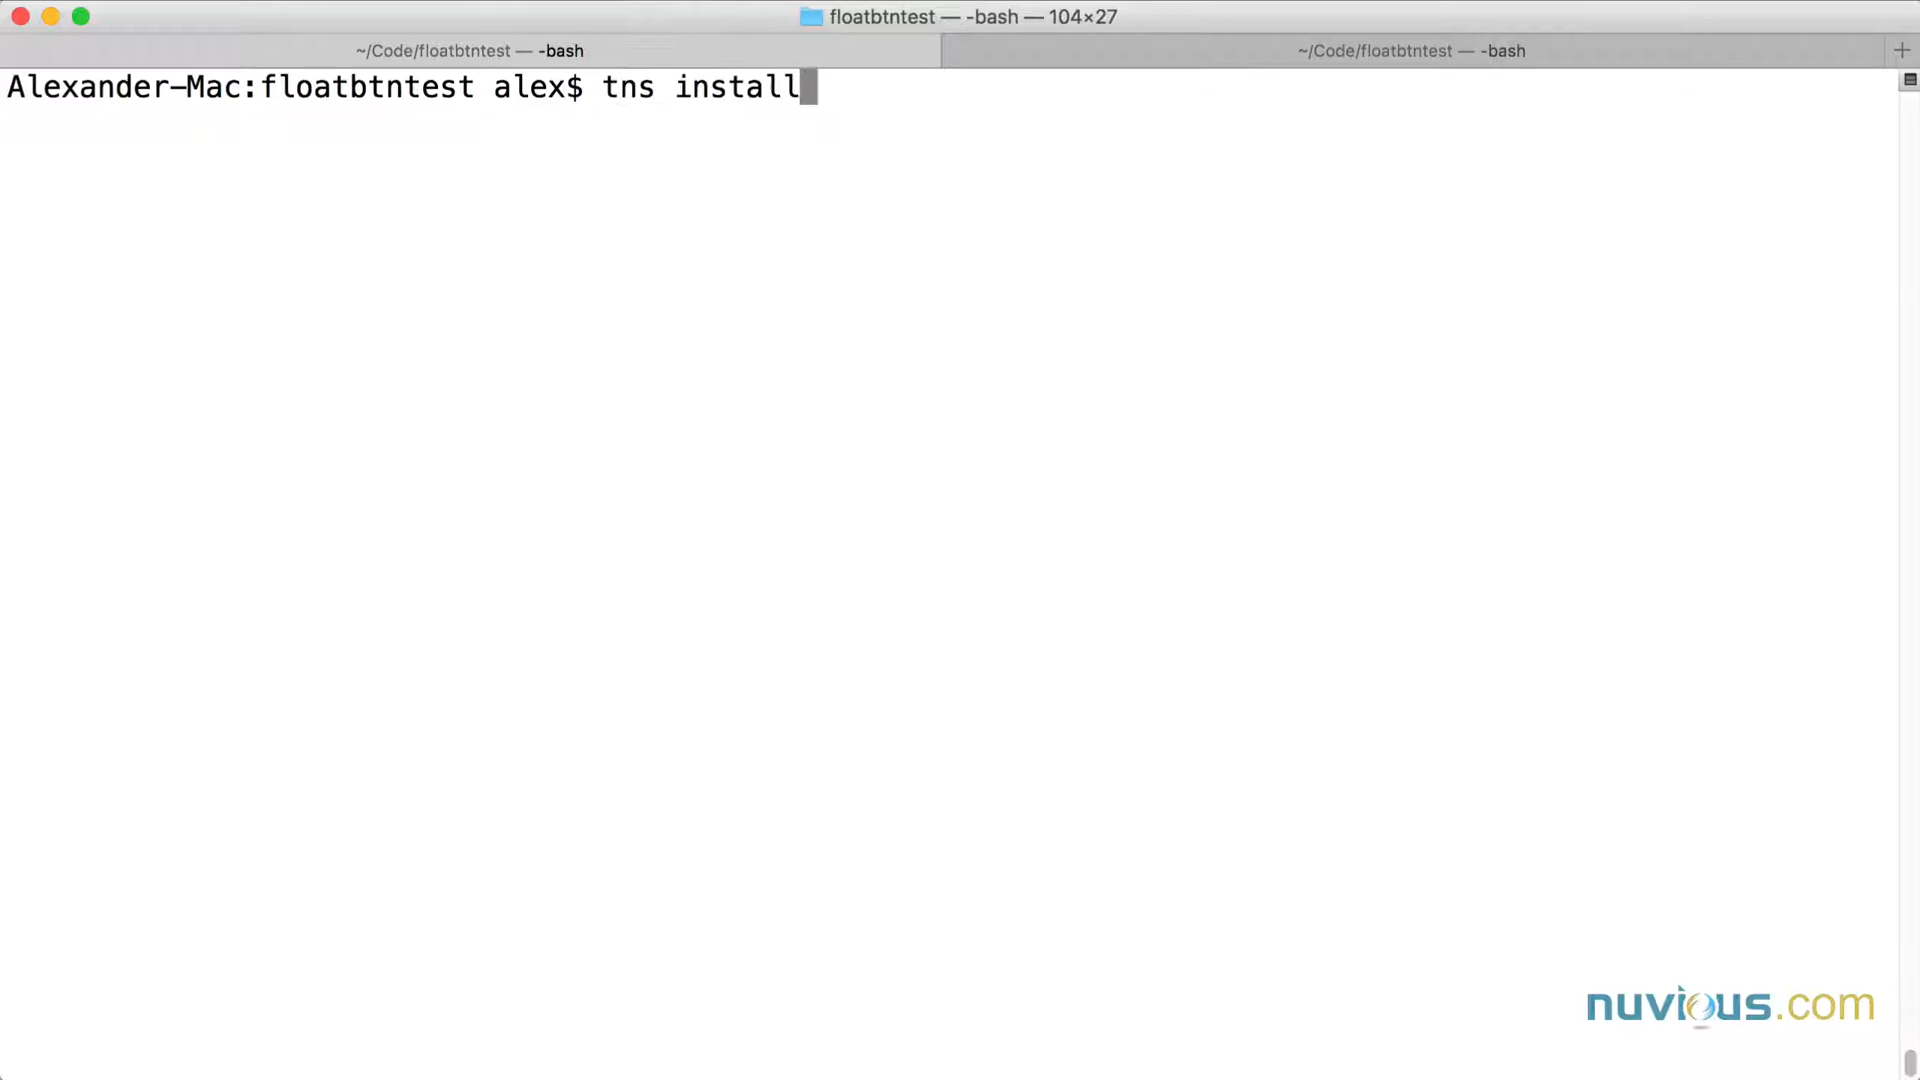 floatbtntest — -bash — 104×27
~/Code/floatbtntest — -bash
~/Code/floatbtntest — -bash
Alexander-Mac:floatbtntest alex$ tns install
nuvious.com